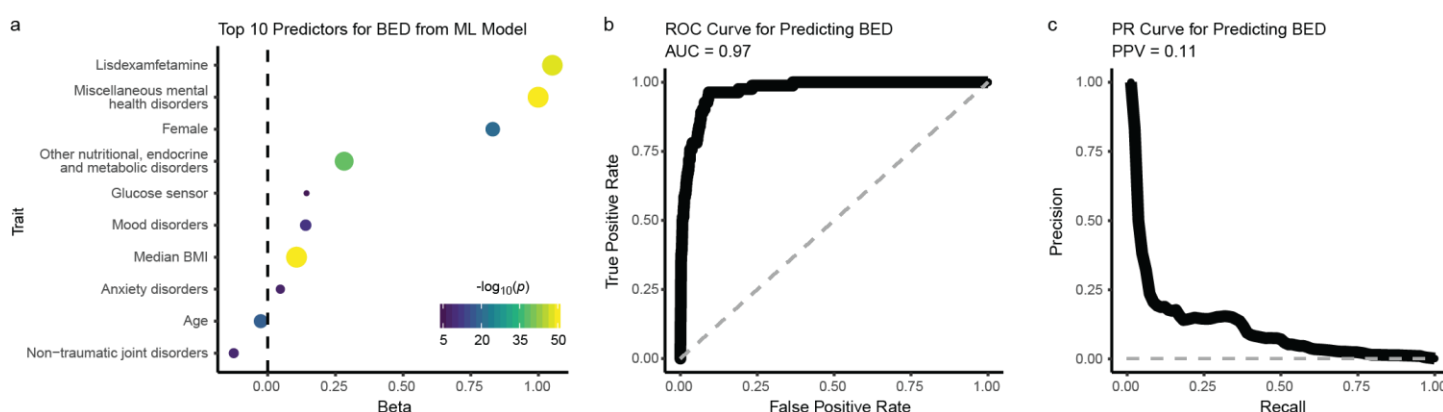 a
Top 10 Predictors for BED from ML Model
Trait
Lisdexamfetamine
Miscellaneous mental
health disorders
Female
Other nutritional, endocrine
and metabolic disorders
Glucose sensor
Mood disorders
Median BMI
Anxiety disorders
Age
Non-traumatic joint disorders
-log10(p)
5 20 35 50
0.00 0.25 0.50 0.75 1.00
Beta
b
ROC Curve for Predicting BED
AUC = 0.97
True Positive Rate
1.00
0.75
0.50
0.25
0.00
0.00 0.25 0.50 0.75 1.00
False Positive Rate
c
PR Curve for Predicting BED
PPV = 0.11
Precision
1.00
0.75
0.50
0.25
0.00
0.00 0.25 0.50 0.75 1.00
Recall